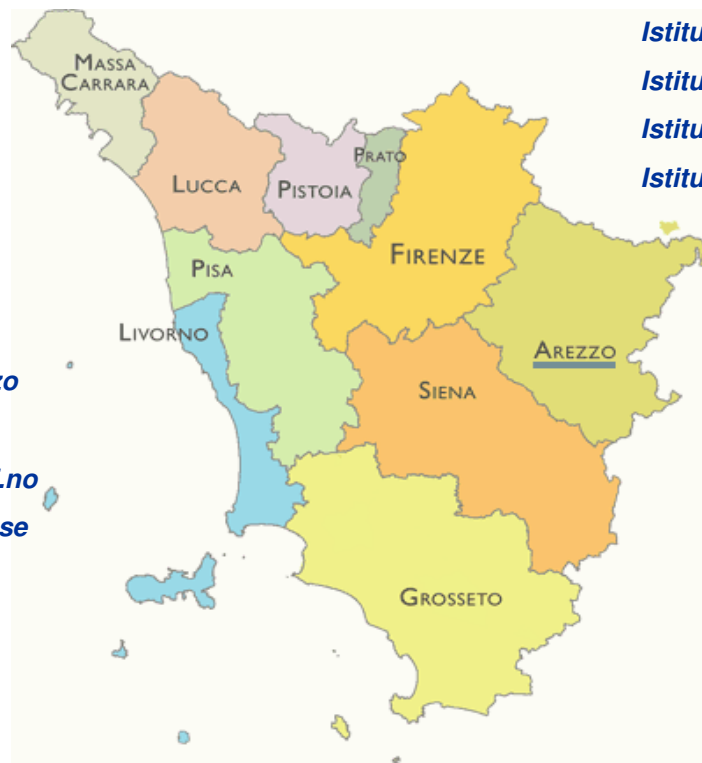 Istitu
Istitu
MASSA
CARRARA
Istitu
PRATO
Istitu
LUCCA
PISTOIA
FIRENZE
PISA
LIVORNO
AREZZO
zo
SIENA
.no
se
GROSSETO